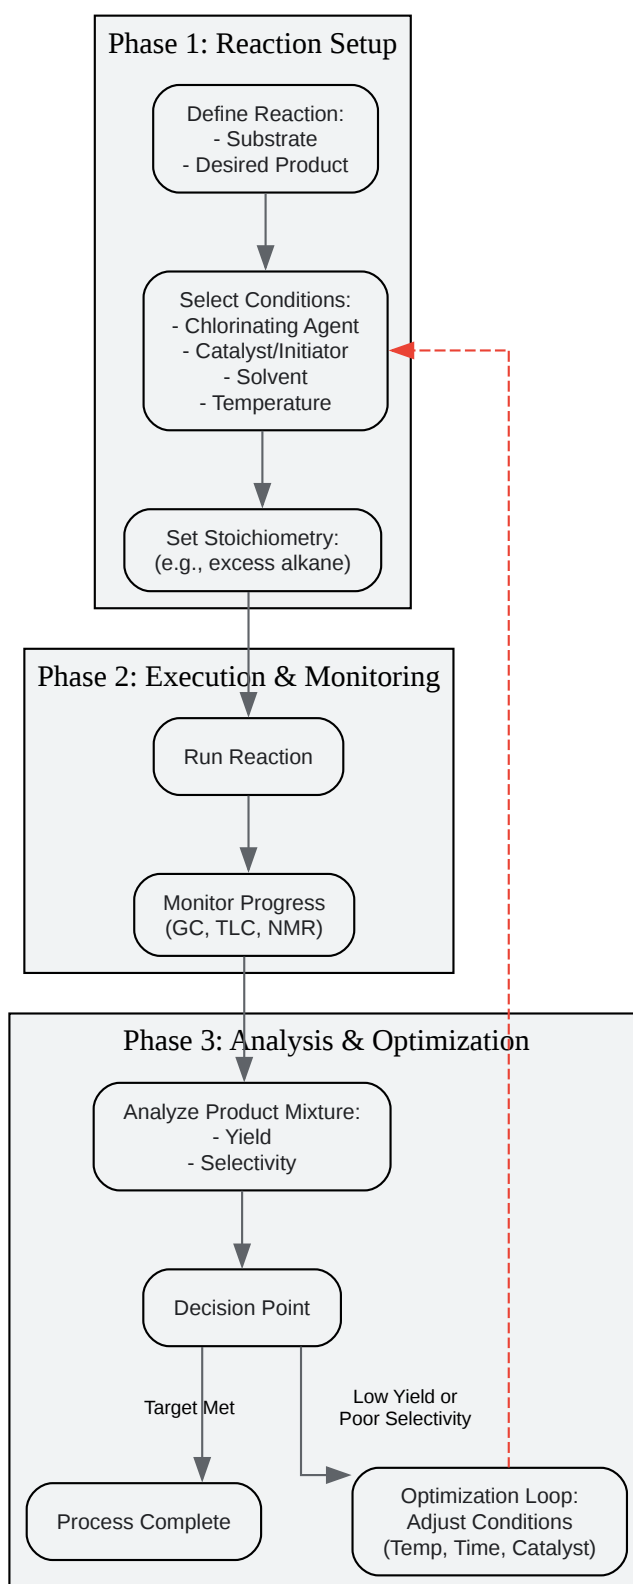 Phase 1: Reaction Setup
Define Reaction:
- Substrate
- Desired Product
Select Conditions:
- Chlorinating Agent
- Catalyst/Initiator
- Solvent
- Temperature
Set Stoichiometry:
(e.g., excess alkane)
Phase 2: Execution & Monitoring
Run Reaction
Monitor Progress
(GC, TLC, NMR)
Phase 3: Analysis & Optimization
Analyze Product Mixture:
- Yield
- Selectivity
Decision Point
Target Met
Low Yield or
Poor Selectivity
Process Complete
Optimization Loop:
Adjust Conditions
(Temp, Time, Catalyst)